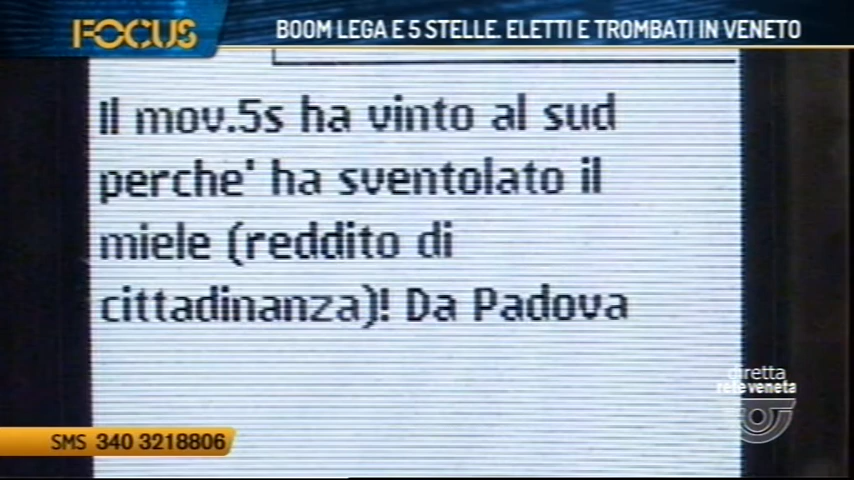 FOCUS
BOOM LEGA E 5 STELLE. ELETTI E TROMBATI IN VENETO
Il mov.5s ha vinto al sud
perche' ha sventolato il
miele (reddito di
cittadinanza)! Da Padova
diretta
rete veneta
SMS 340 3218806